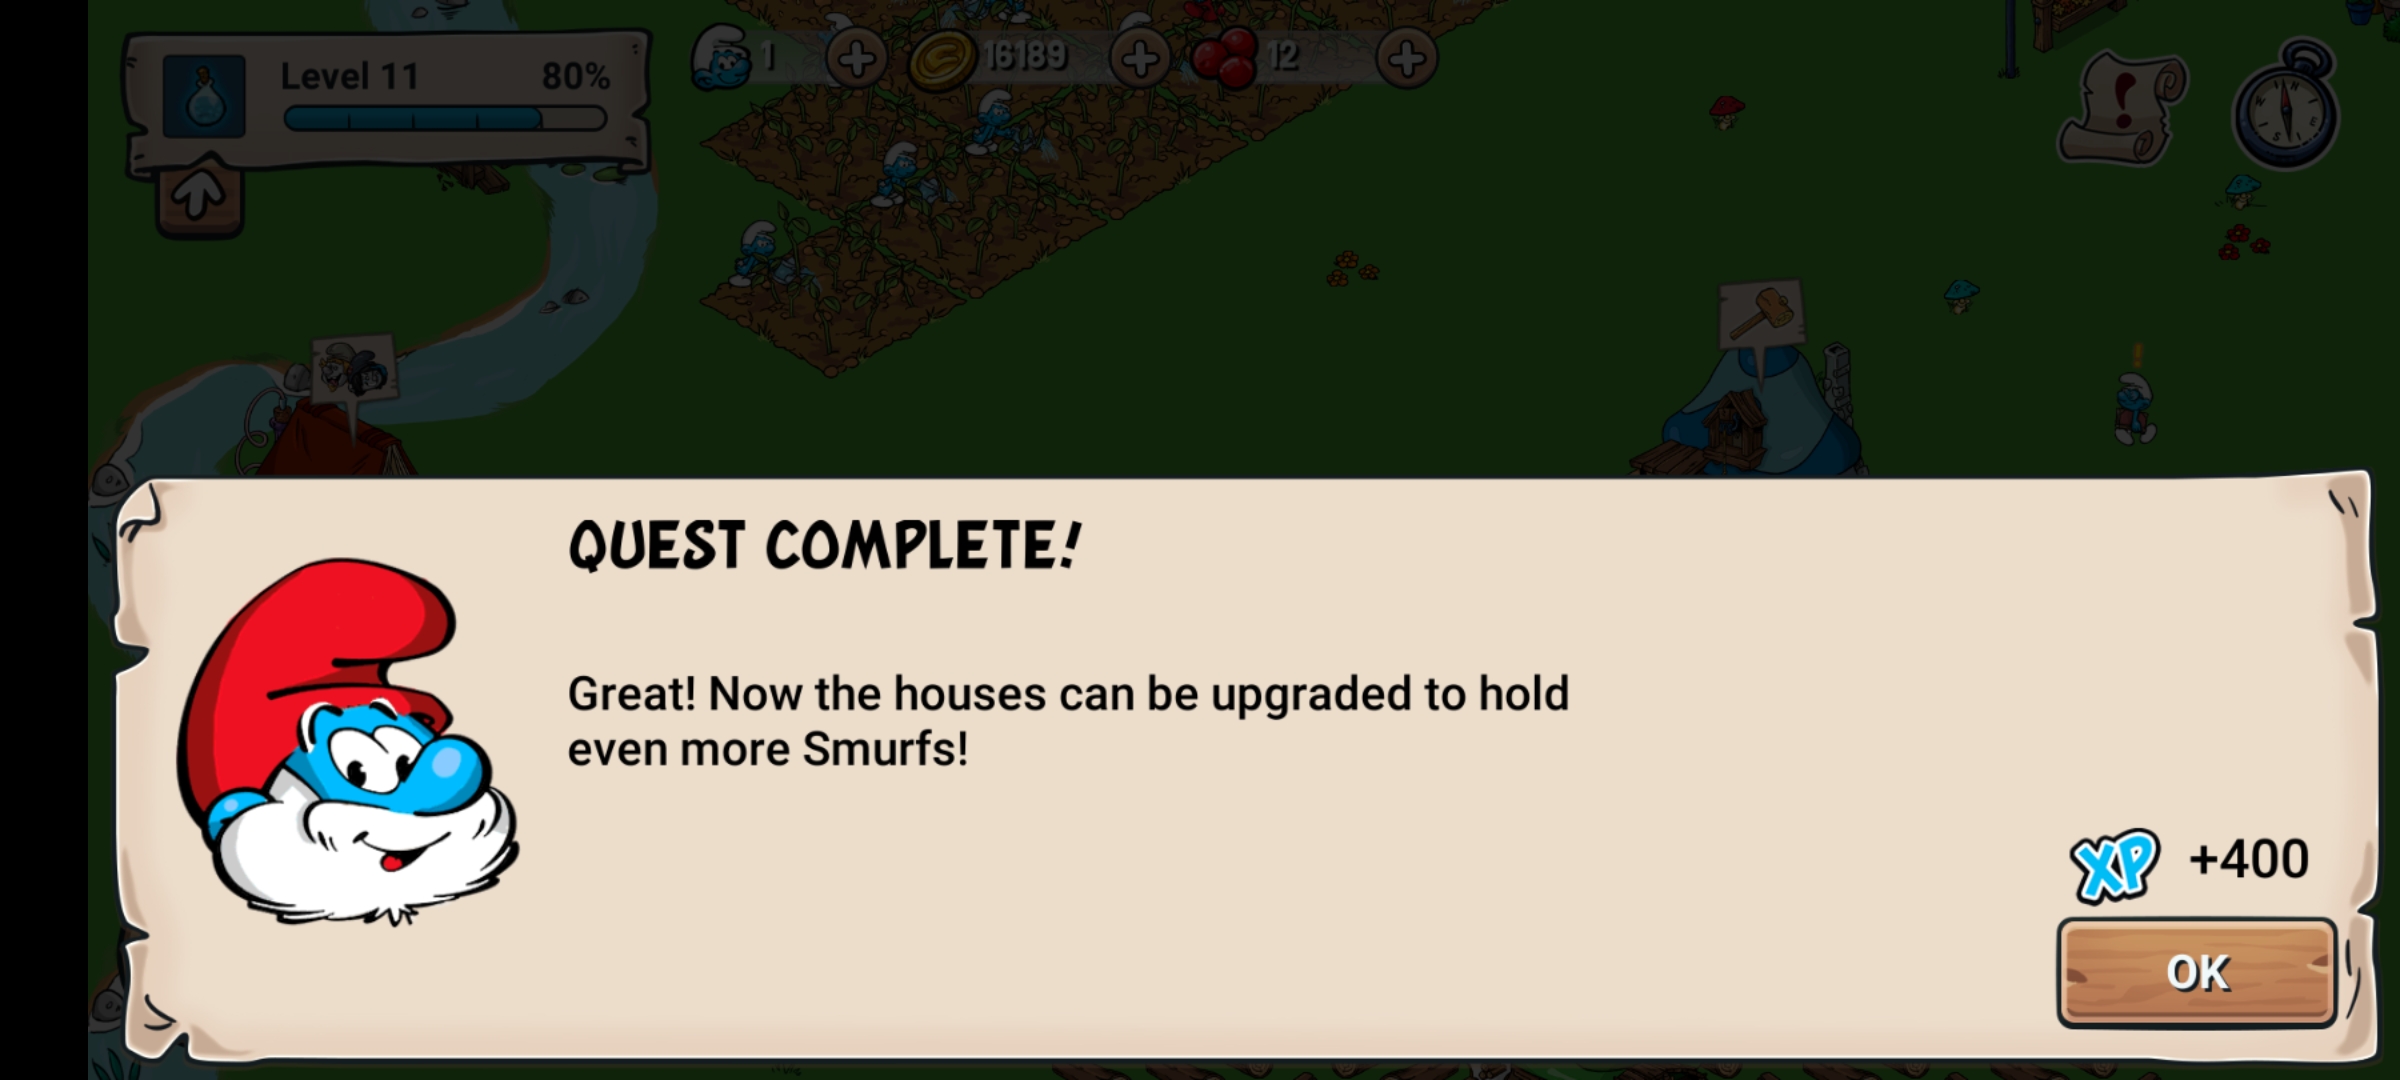 Level 11 80%
1 16189 12
QUEST COMPLETE!
Great! Now the houses can be upgraded to hold
even more Smurfs!
XP +400
OK